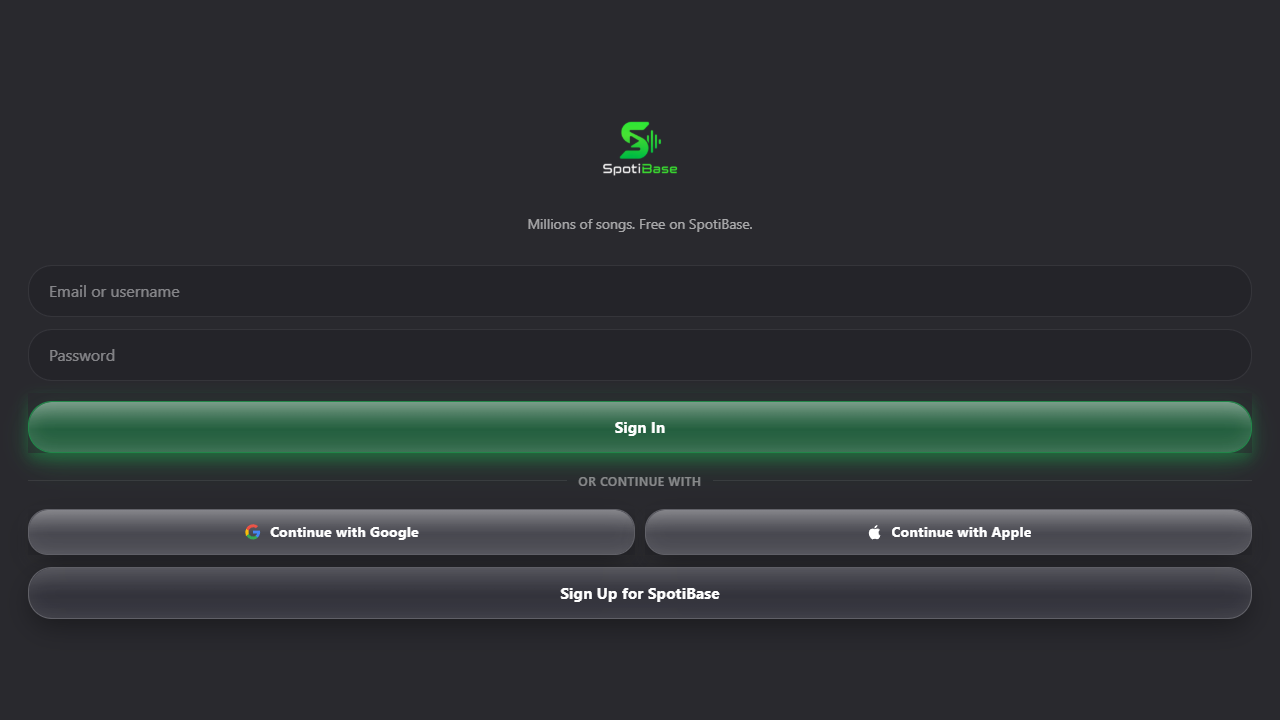 SpotiBase
Millions of songs. Free on SpotiBase.
Email or username
Password
Sign In
OR CONTINUE WITH
Continue with Google
Continue with Apple
Sign Up for SpotiBase